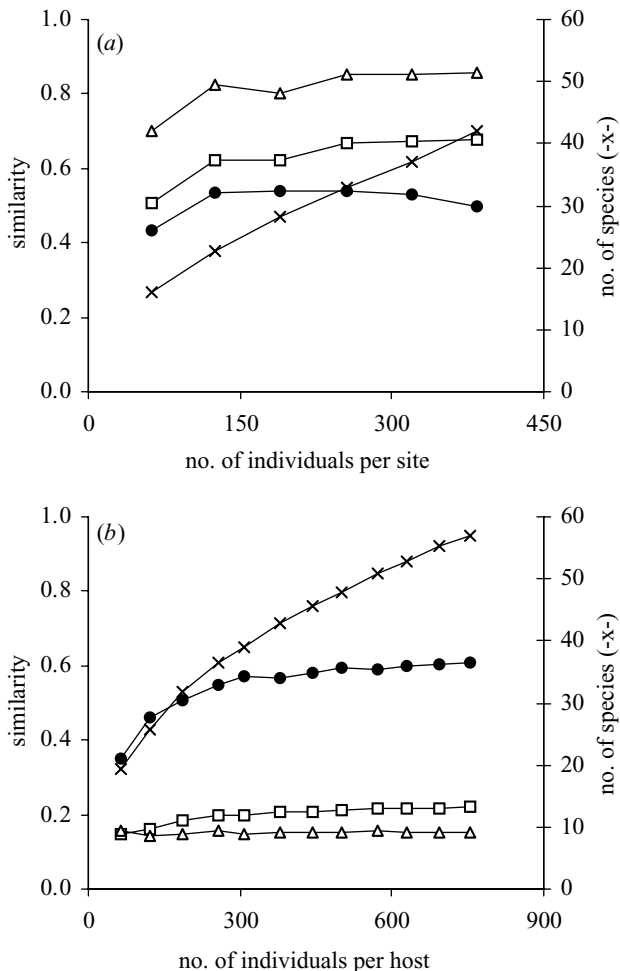 (a)
1.0
0.8
0.6
0.4
0.2
0.0
similarity
60
50
40
30
20
10
0
no. of species (-x-)
0 150 300 450
no. of individuals per site
(b)
1.0
0.8
0.6
0.4
0.2
0.0
similarity
60
50
40
30
20
10
0
no. of species (-x-)
0 300 600 900
no. of individuals per host